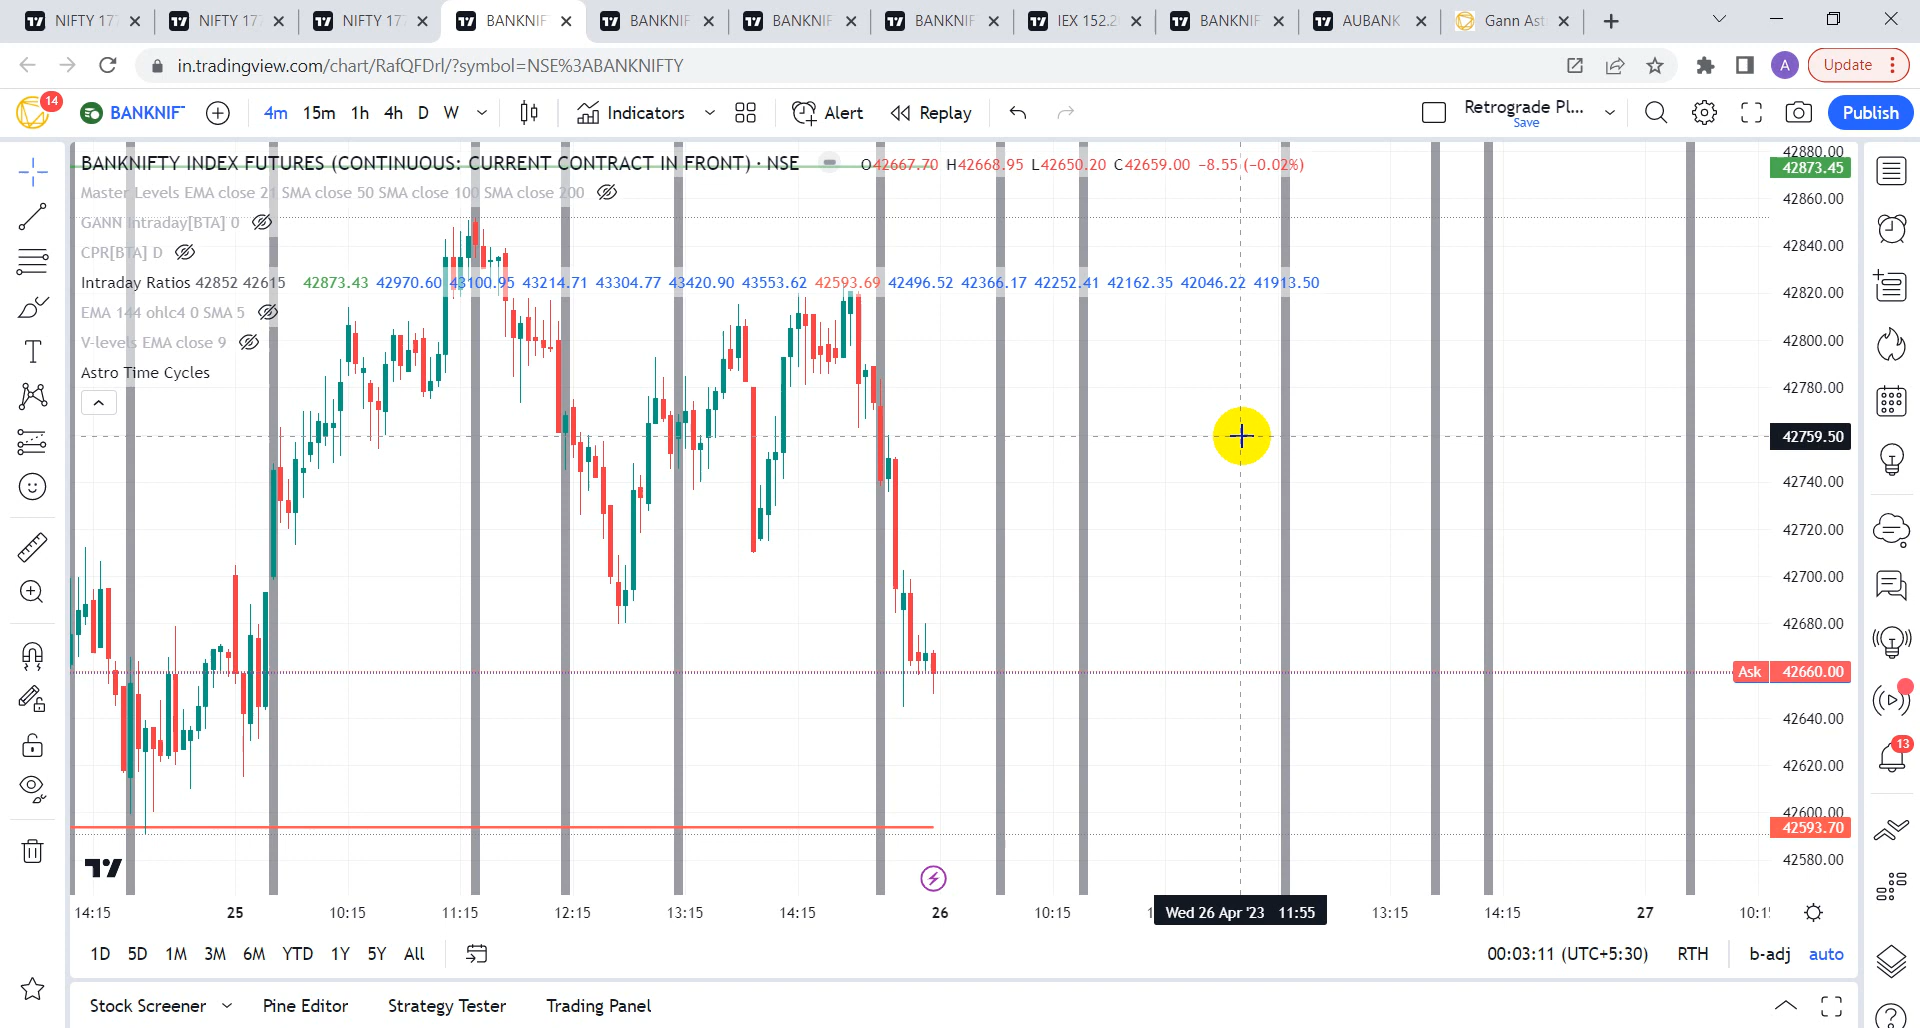 NIFTY 177 NIFTY 177 NIFTY 177 BANKNIF BANKNIF BANKNIF BANKNIF IEX 152.2 BANKNIF AUBANK Gann Ast
in.tradingview.com/chart/RafQFDrl/?symbol=NSE%3ABANKNIFTY A Update
14 BANKNIF 4m 15m 1h 4h D W Indicators Alert Replay Retrograde Pl... Save Publish
BANKNIFTY INDEX FUTURES (CONTINUOUS: CURRENT CONTRACT IN FRONT) · NSE O42667.70 H42668.95 L42650.20 C42659.00 −8.55 (−0.02%)
Master Levels EMA close 21 SMA close 50 SMA close 100 SMA close 200
GANN Intraday[BTA] 0
CPR[BTA] D
Intraday Ratios 42852 42615 42873.43 42970.60 43100.95 43214.71 43304.77 43420.90 43553.62 42593.69 42496.52 42366.17 42252.41 42162.35 42046.22 41913.50
EMA 144 ohlc4 0 SMA 5
V-levels EMA close 9
Astro Time Cycles
42880.00
42873.45
42860.00
42840.00
42820.00
42800.00
42780.00
42759.50
42740.00
42720.00
42700.00
42680.00
Ask 42660.00
42640.00
42620.00
42600.00
42593.70
42580.00
13
14:15 25 10:15 11:15 12:15 13:15 14:15 26 10:15 Wed 26 Apr '23 11:55 13:15 14:15 27 10:1
1D 5D 1M 3M 6M YTD 1Y 5Y All 00:03:11 (UTC+5:30) RTH b-adj auto
Stock Screener Pine Editor Strategy Tester Trading Panel